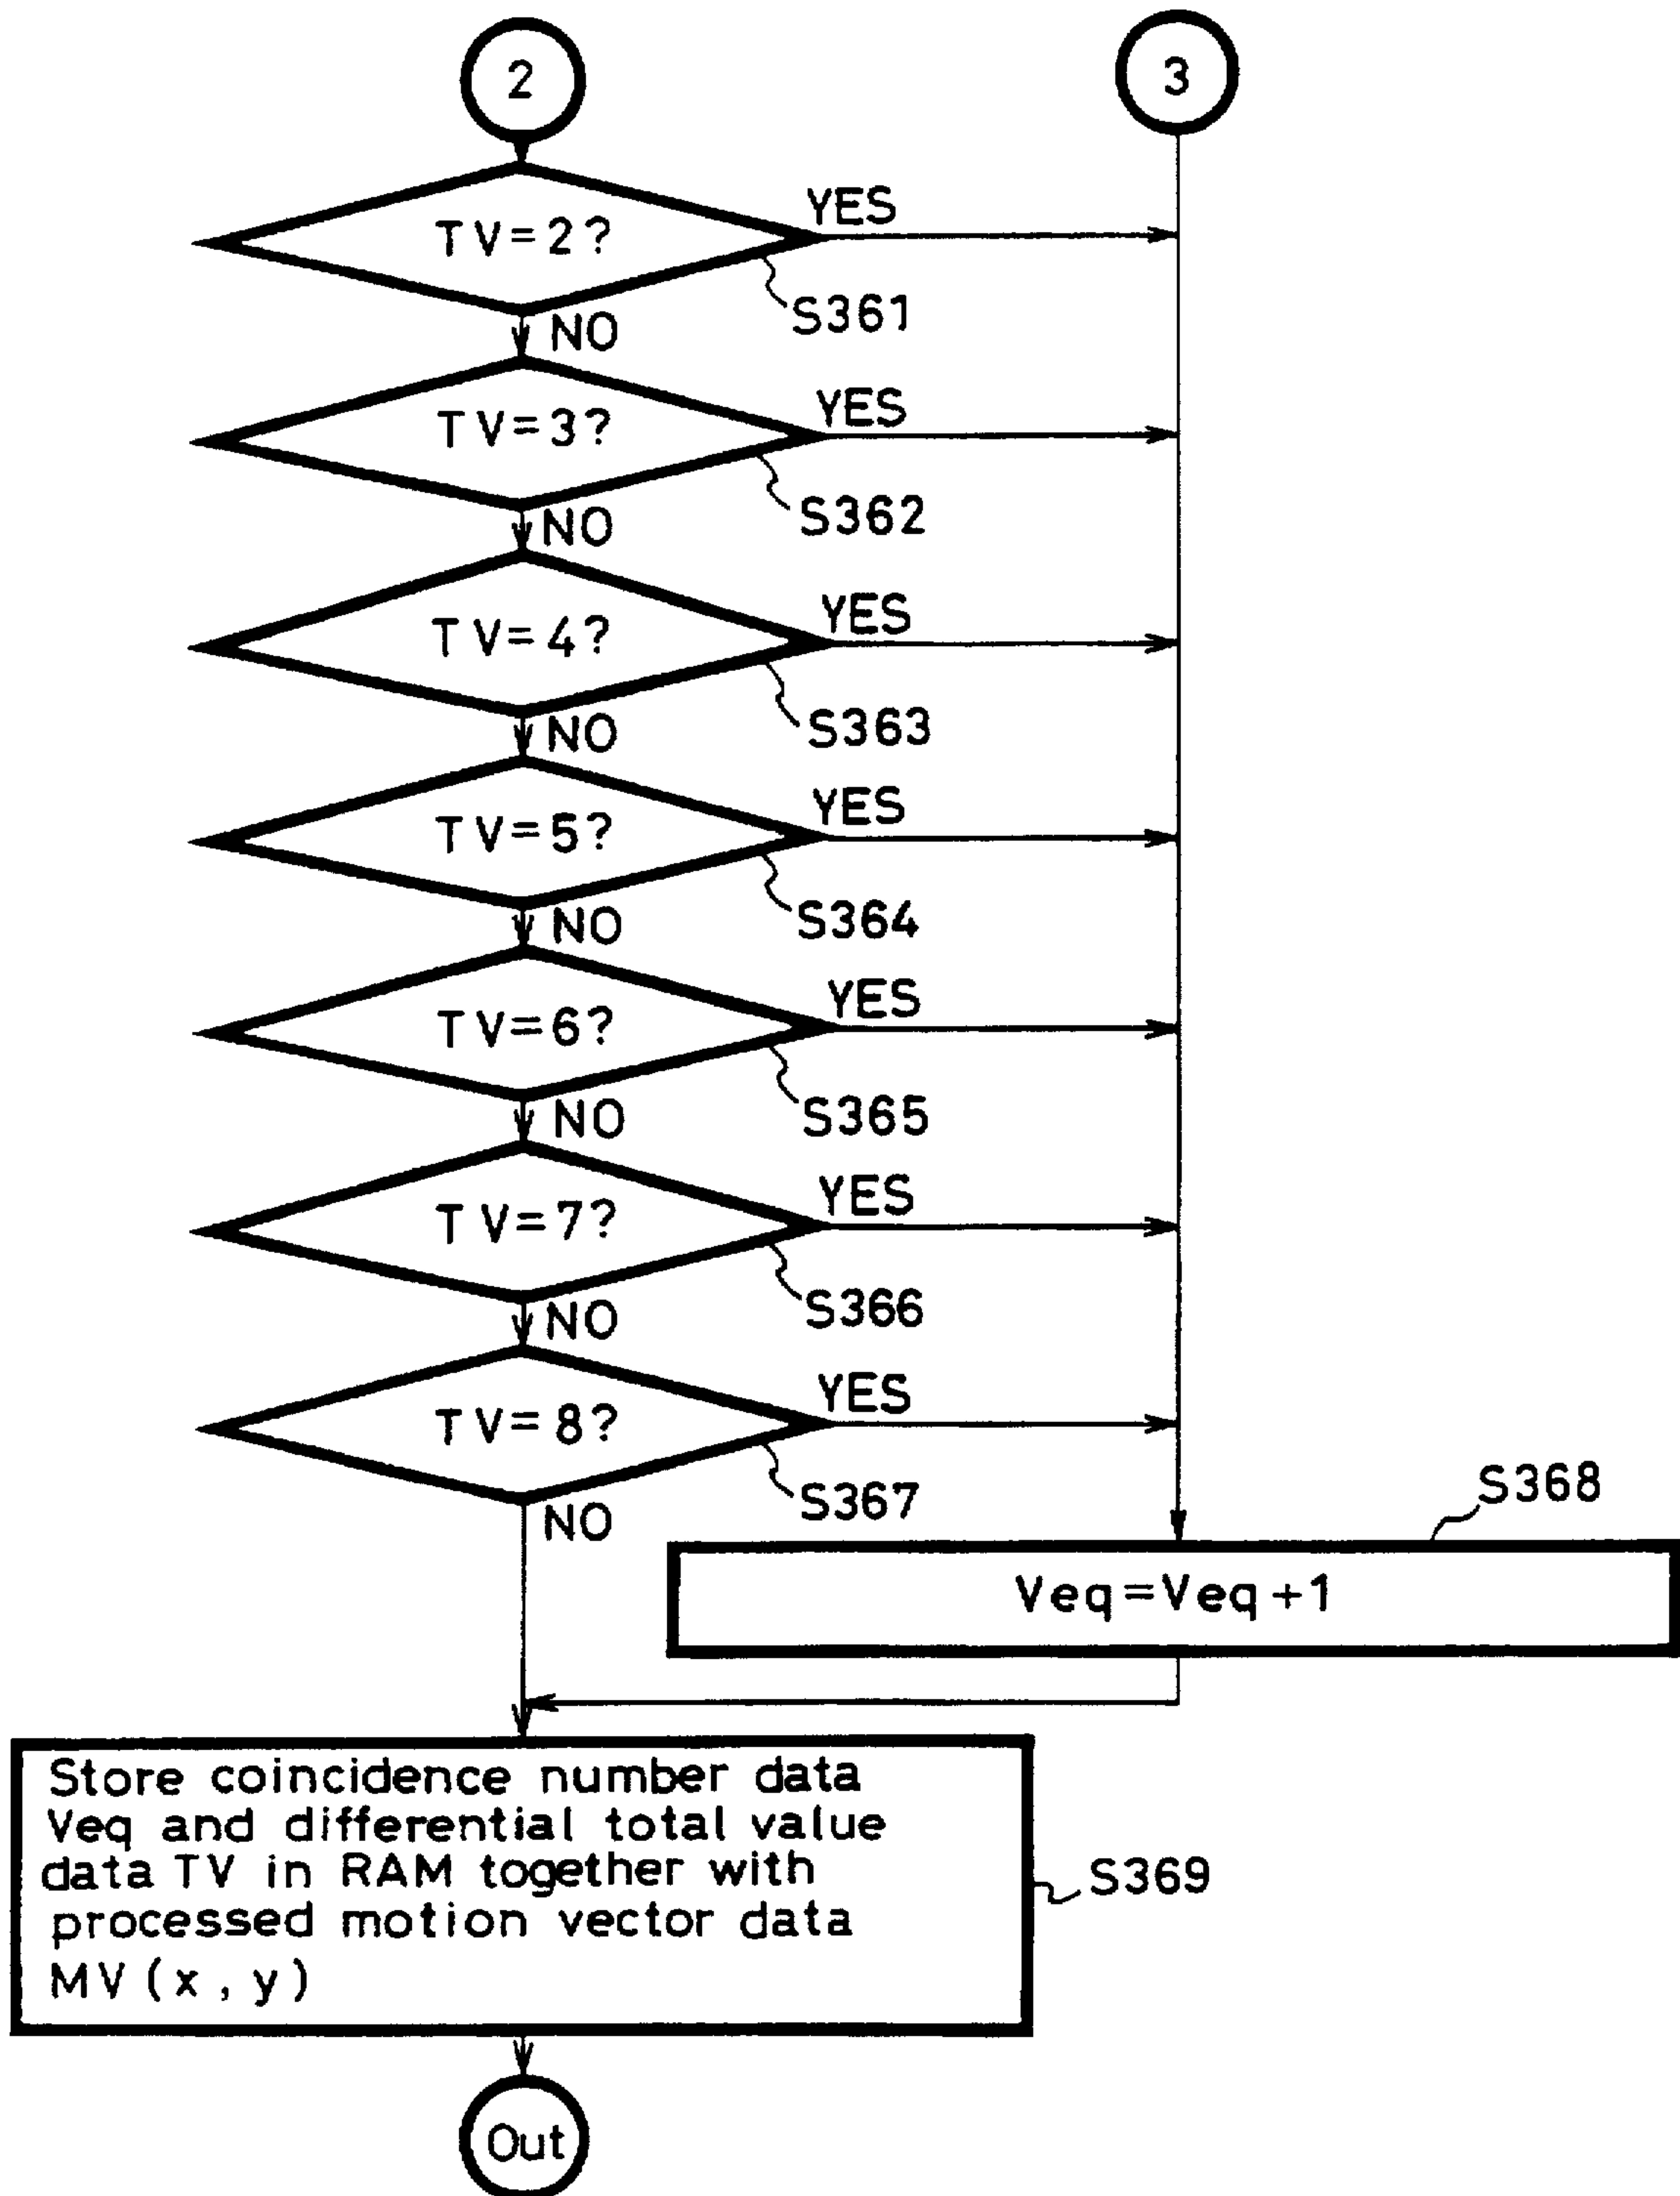 2
3
TV=2?
YES
S361
NO
TV=3?
YES
S362
NO
TV=4?
YES
S363
NO
TV=5?
YES
S364
NO
TV=6?
YES
S365
NO
TV=7?
YES
S366
NO
TV=8?
YES
S367
NO
S368
Veq=Veq+1
Store coincidence number data
Veq and differential total value
data TV in RAM together with
processed motion vector data
MV(x,y)
S369
Out